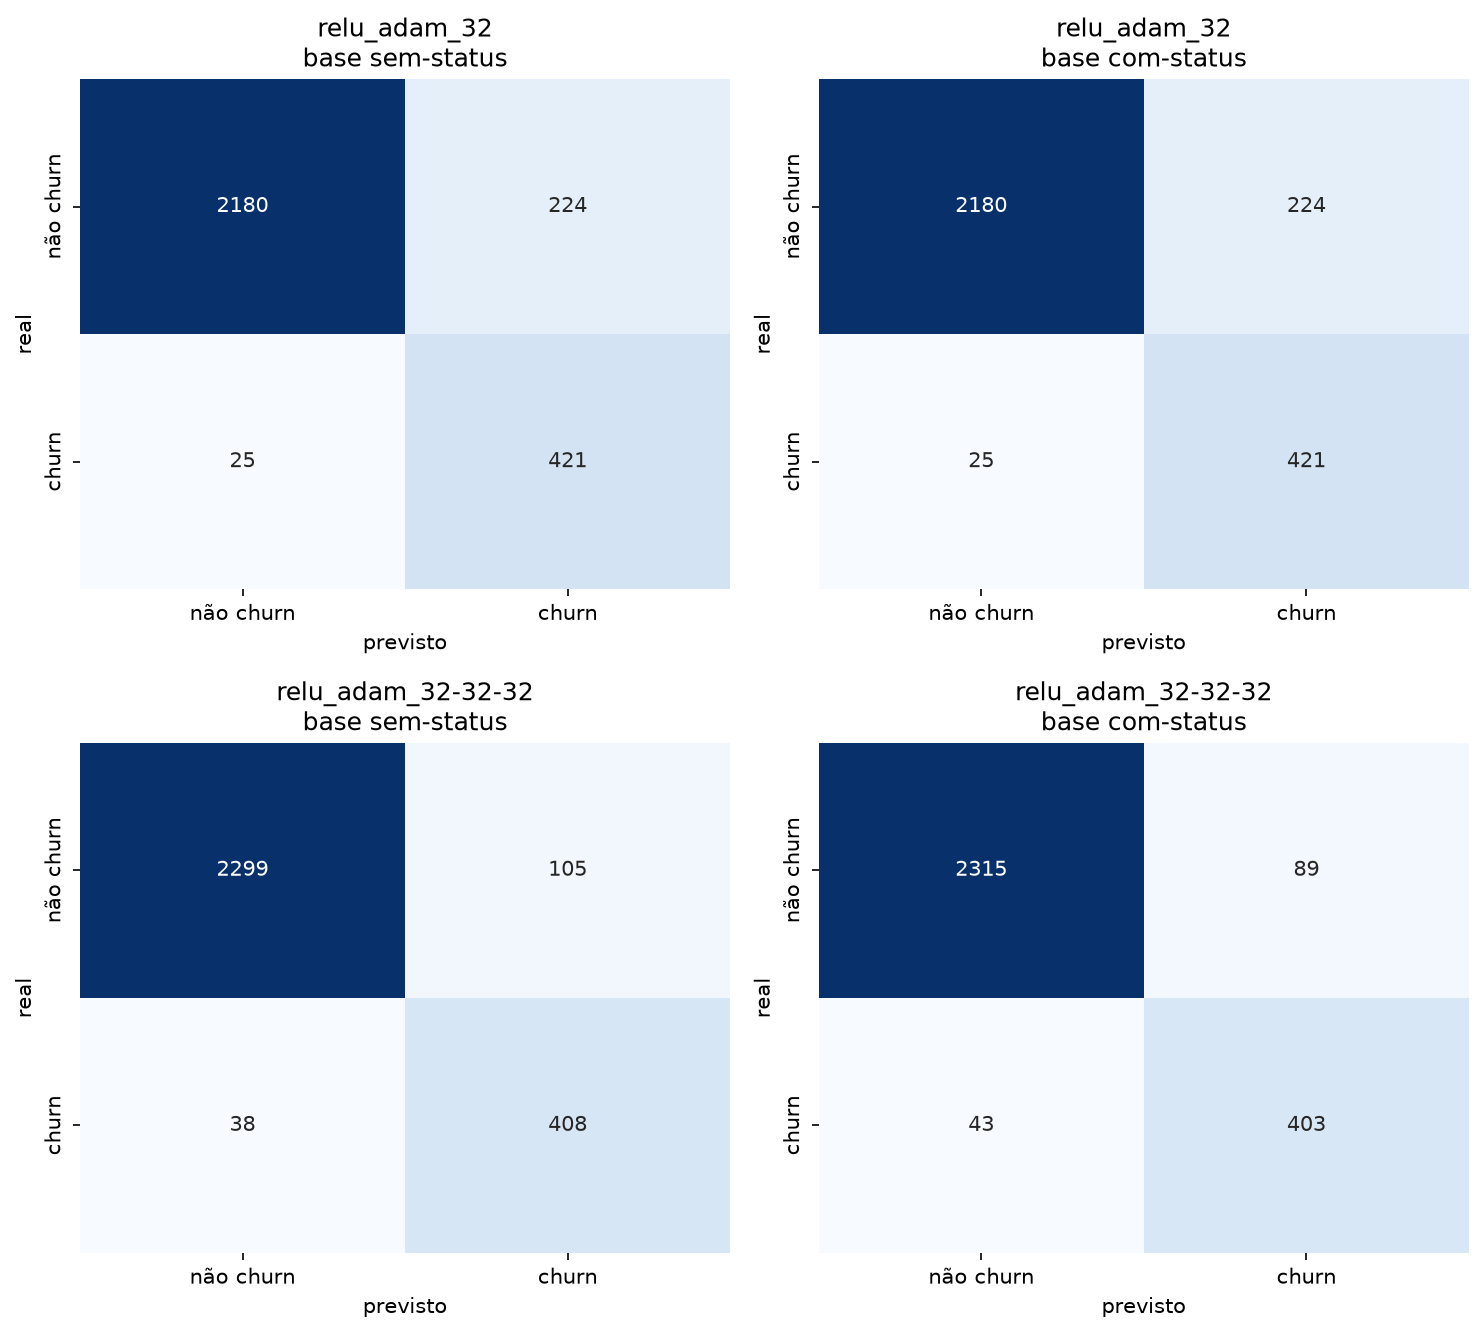 relu_adam_32
base sem-status
real
não churn
2180
224
churn
25
421
não churn
churn
previsto
relu_adam_32
base com-status
real
não churn
2180
224
churn
25
421
não churn
churn
previsto
relu_adam_32-32-32
base sem-status
real
não churn
2299
105
churn
38
408
não churn
churn
previsto
relu_adam_32-32-32
base com-status
real
não churn
2315
89
churn
43
403
não churn
churn
previsto